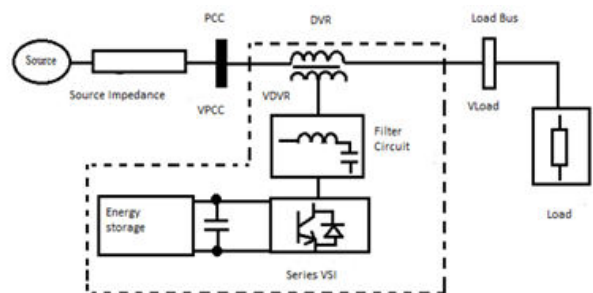 PCC
DVR
Load Bus
Source
Source Impedance
VPCC
VDVR
VLoad
Filter
Circuit
Energy
storage
Load
Series VSI